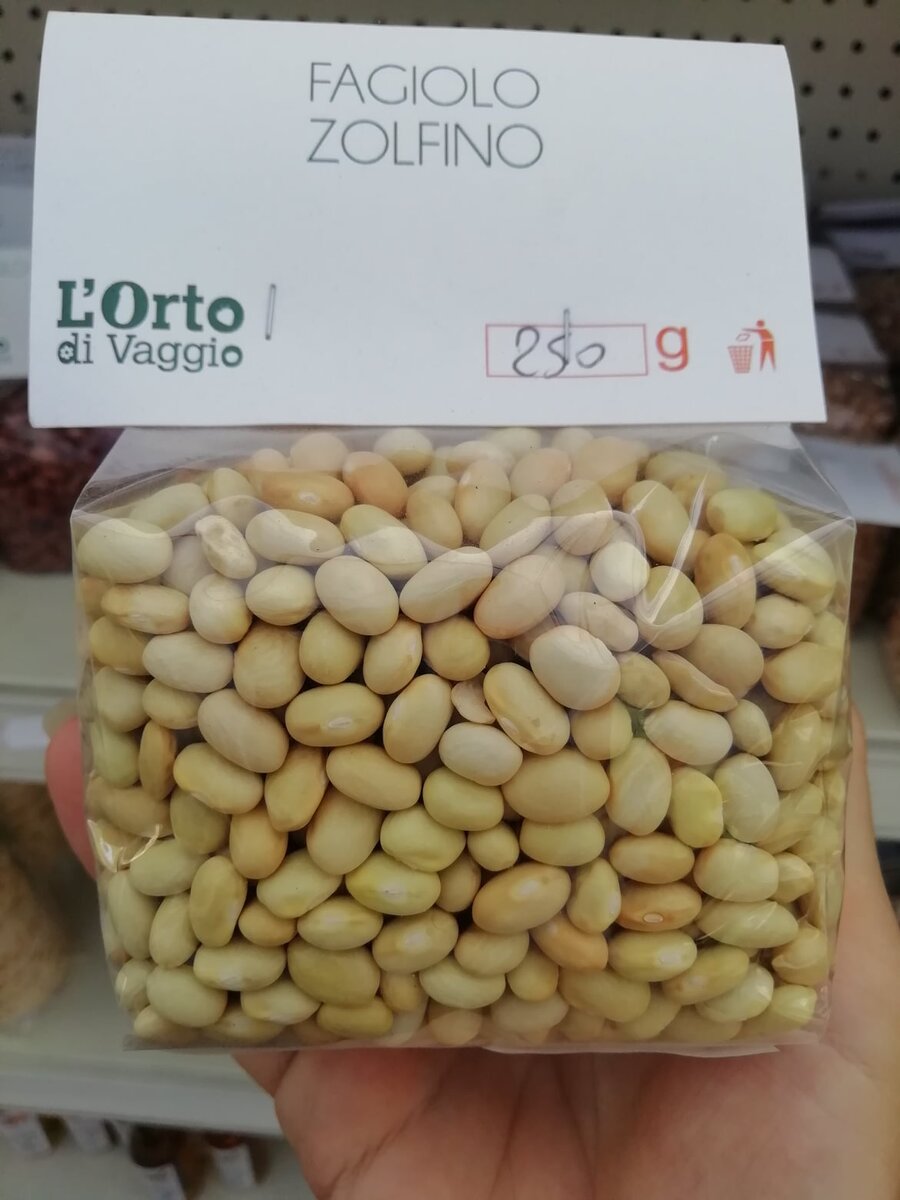 FAGIOLO
ZOLFINO
L'Orto
di Vaggio
250 g